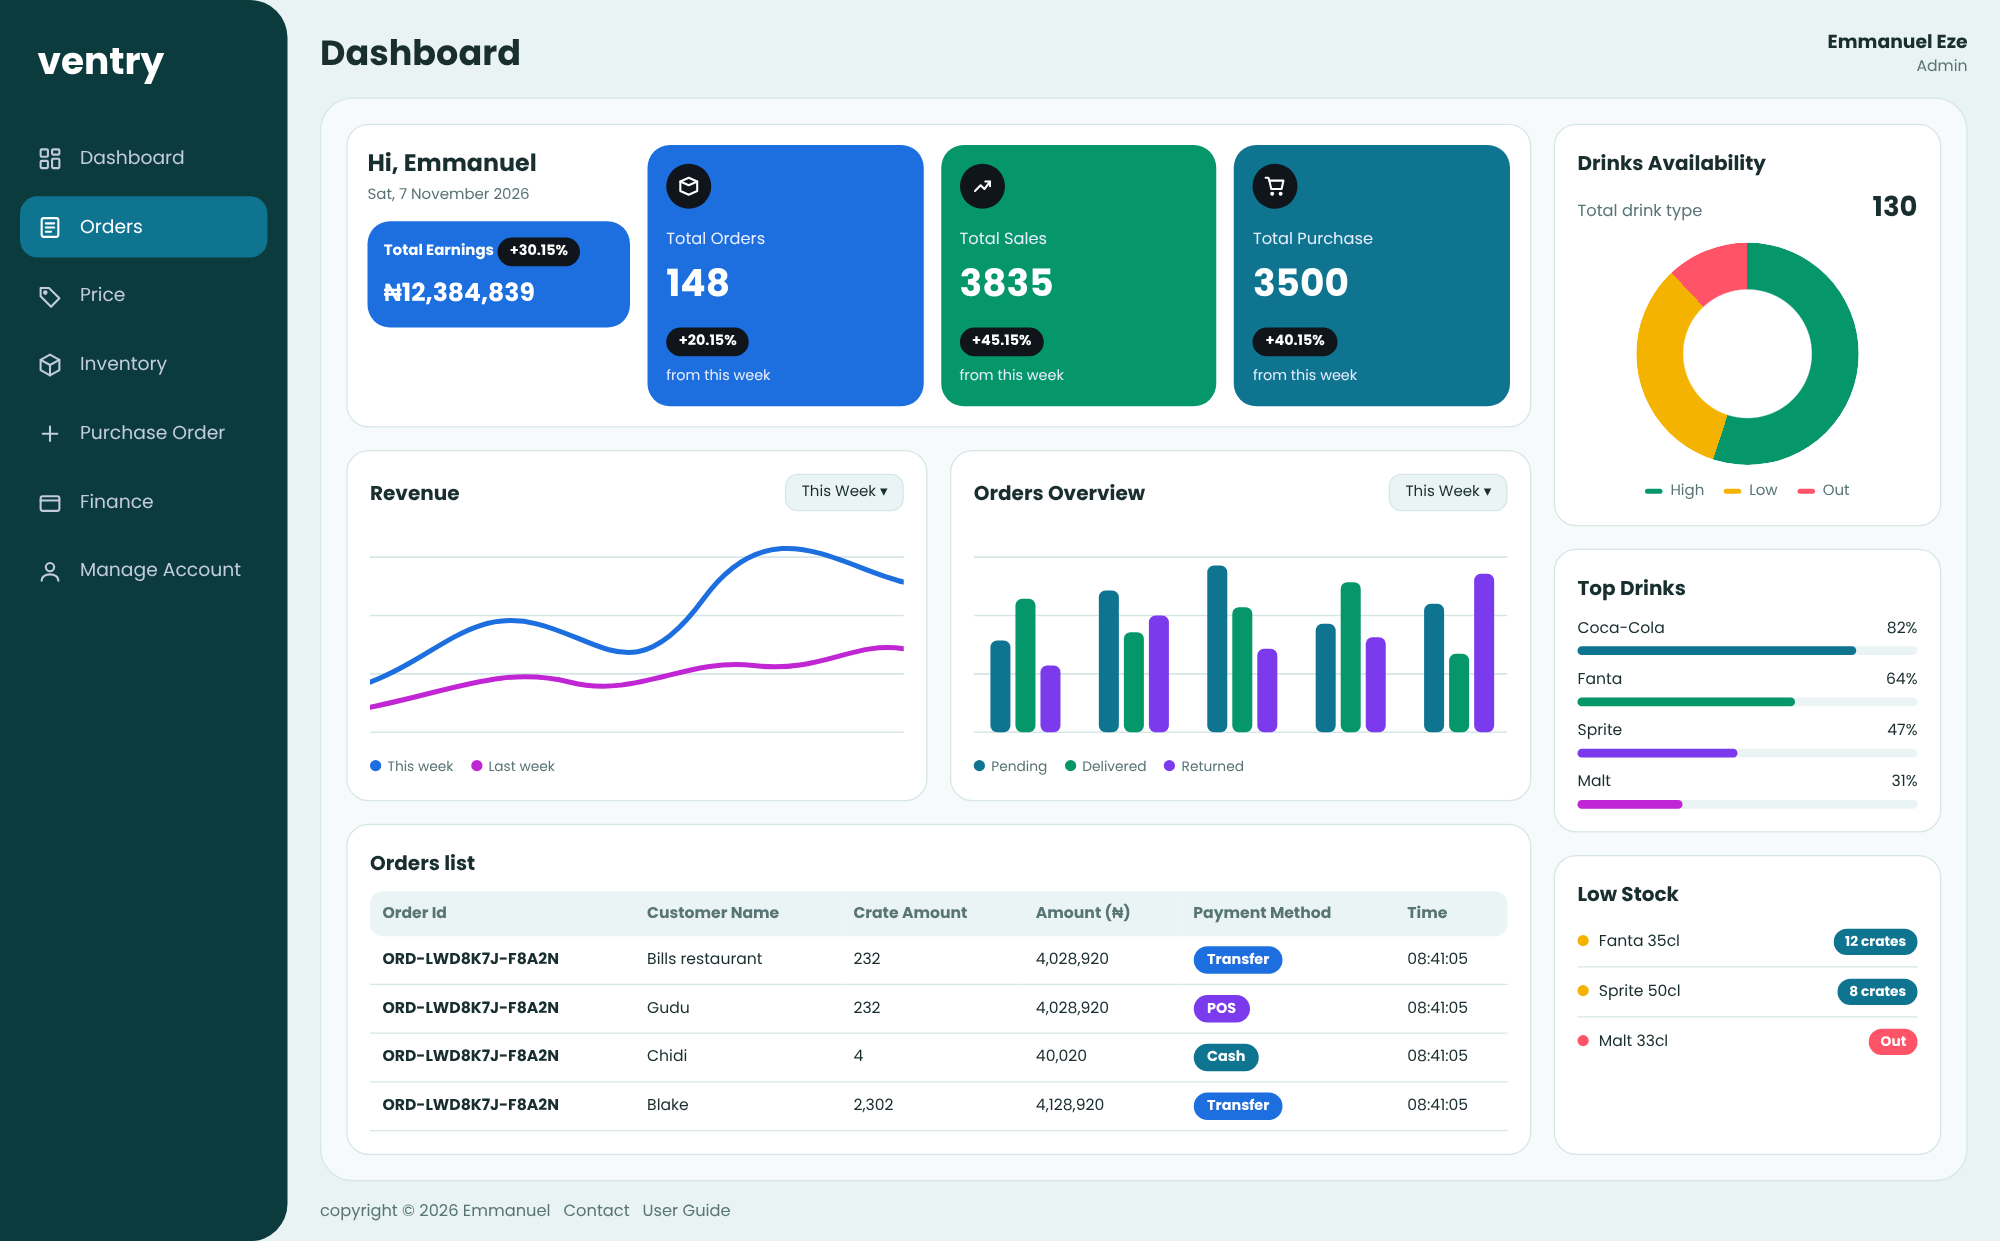 ventry
Dashboard
Orders
Price
Inventory
Purchase Order
Finance
Manage Account
Dashboard
Emmanuel Eze
Admin
Hi, Emmanuel
Sat, 7 November 2026
Total Earnings +30.15%
₦12,384,839
Total Orders
148
+20.15%
from this week
Total Sales
3835
+45.15%
from this week
Total Purchase
3500
+40.15%
from this week
Drinks Availability
Total drink type 130
High Low Out
Revenue
This Week ▾
This week Last week
Orders Overview
This Week ▾
Pending Delivered Returned
Top Drinks
Coca-Cola 82%
Fanta 64%
Sprite 47%
Malt 31%
Orders list
Order Id Customer Name Crate Amount Amount (₦) Payment Method Time
ORD-LWD8K7J-F8A2N Bills restaurant 232 4,028,920 Transfer 08:41:05
ORD-LWD8K7J-F8A2N Gudu 232 4,028,920 POS 08:41:05
ORD-LWD8K7J-F8A2N Chidi 4 40,020 Cash 08:41:05
ORD-LWD8K7J-F8A2N Blake 2,302 4,128,920 Transfer 08:41:05
Low Stock
Fanta 35cl 12 crates
Sprite 50cl 8 crates
Malt 33cl Out
copyright © 2026 Emmanuel Contact User Guide